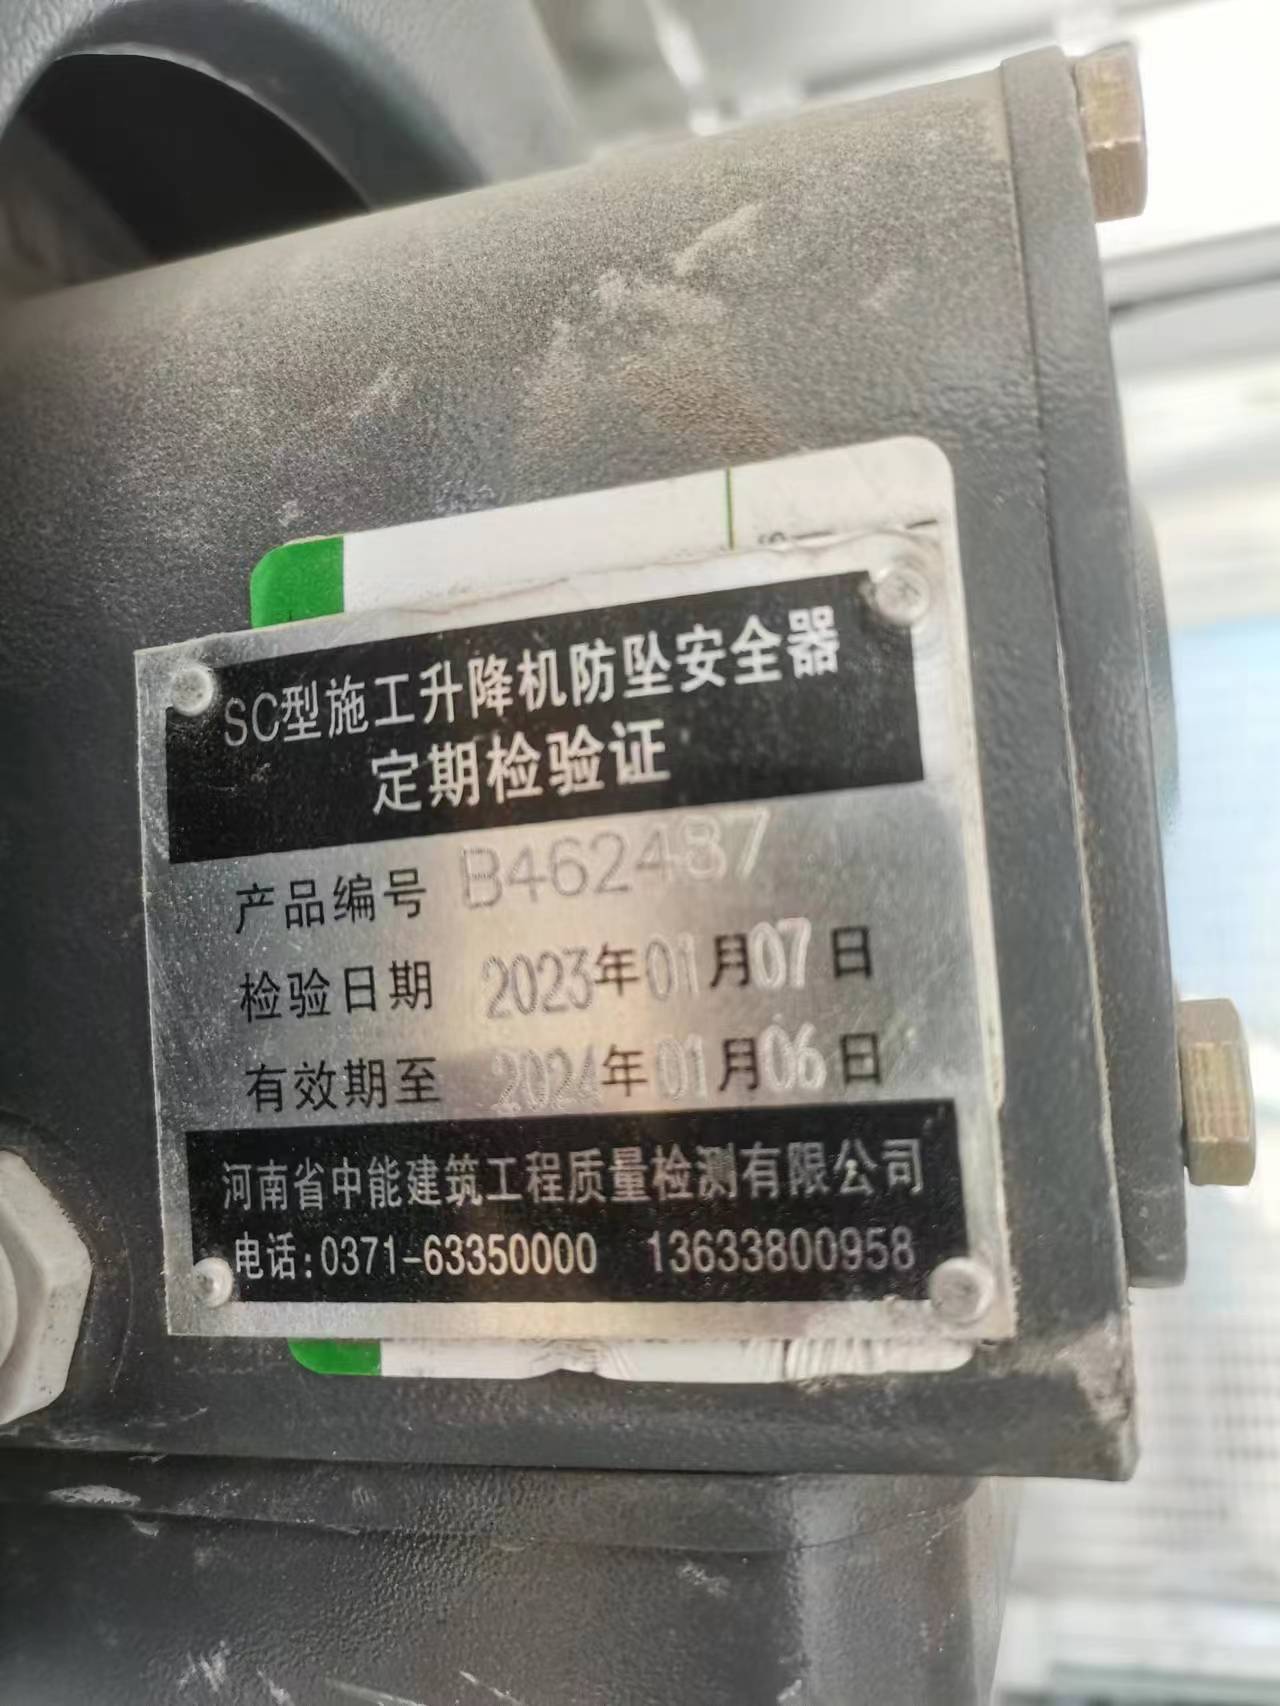 SC型施工升降机防坠安全器
定期检验证
产品编号 B462487
检验日期 2023年01月07日
有效期至 2024年01月06日
河南省中能建筑工程质量检测有限公司
电话:0371-63350000 13633800958